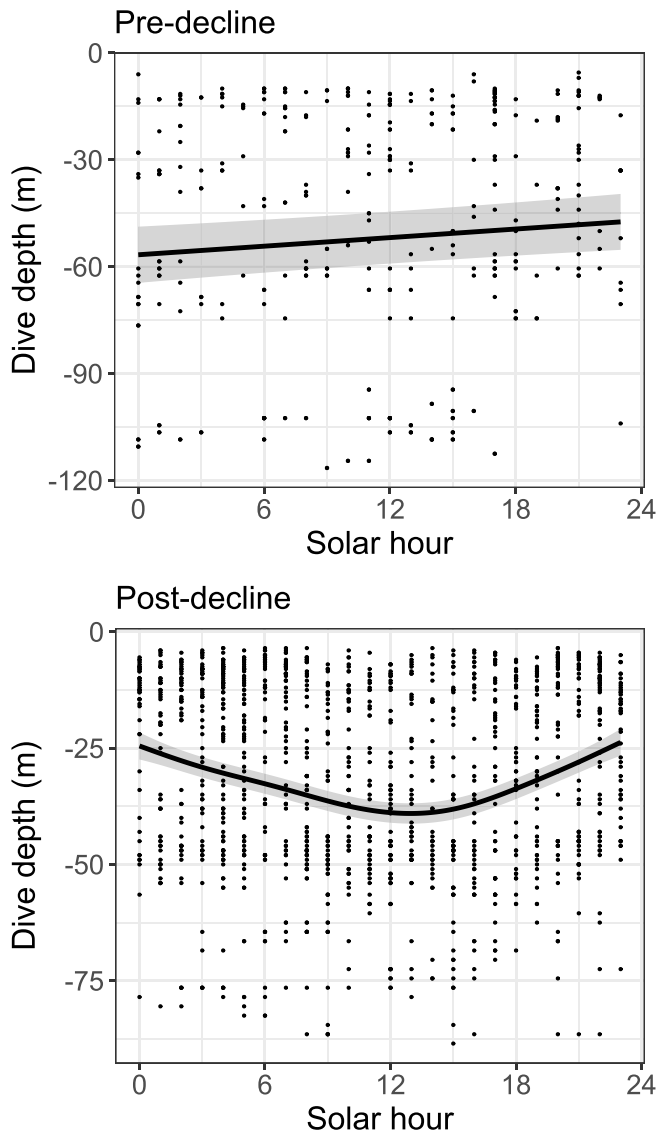 Pre-decline
0
-30
-60
-90
-120
Dive depth (m)
0 6 12 18 24
Solar hour
Post-decline
0
-25
-50
-75
Dive depth (m)
0 6 12 18 24
Solar hour